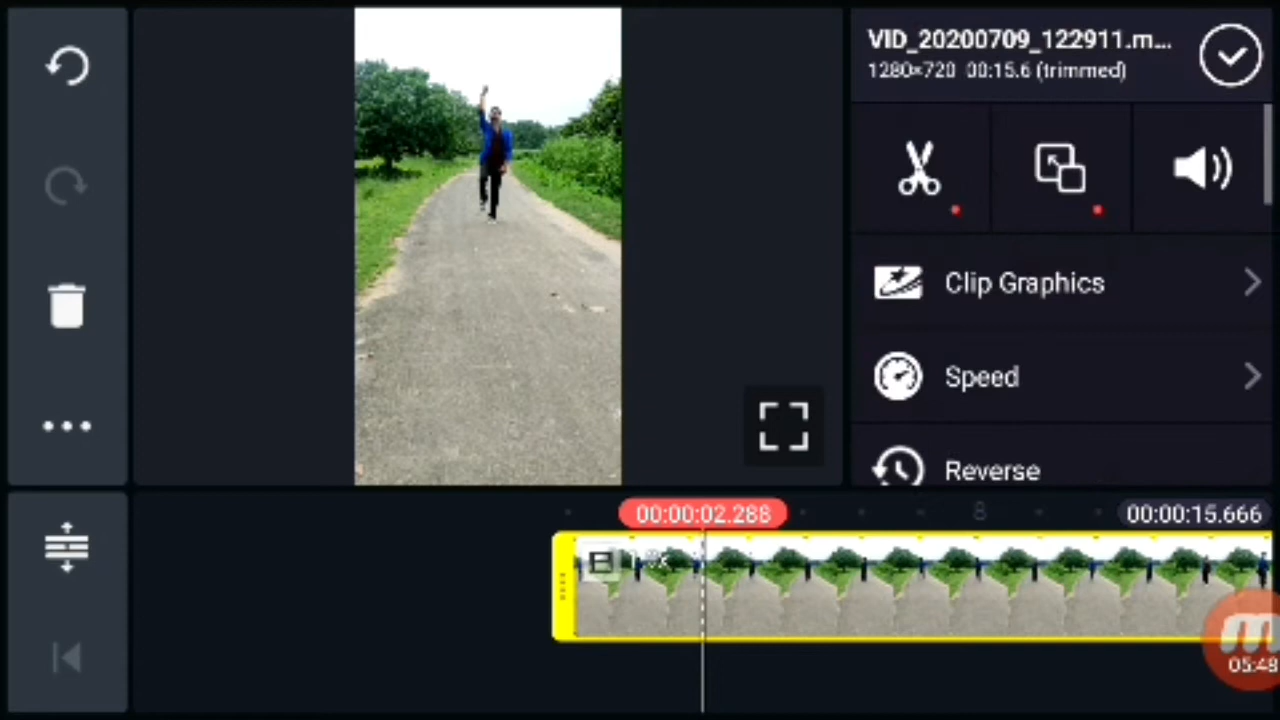 VID_20200709_122911.m...
1280×720 00:15.6 (trimmed)
Clip Graphics
Speed
Reverse
00:00:02.288
8
00:00:15.666
05:48